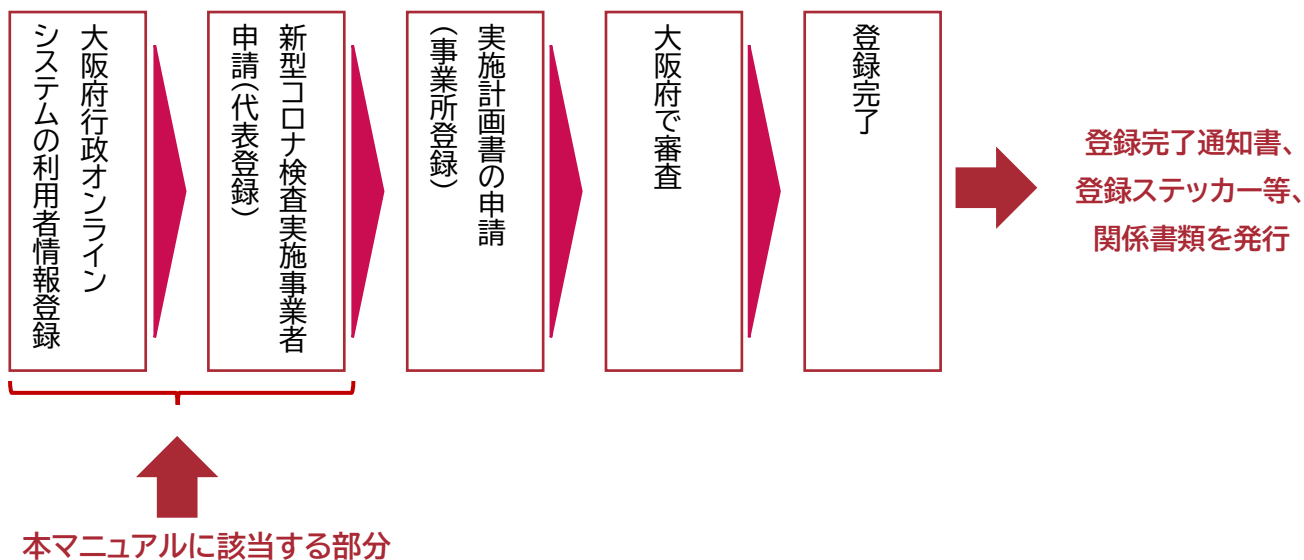 大阪府行政オンライン
システムの利用者情報登録
新型コロナ検査実施事業者
申請（代表登録）
実施計画書の申請
（事業所登録）
大阪府で審査
登録完了
登録完了通知書、
登録ステッカー等、
関係書類を発行
本マニュアルに該当する部分